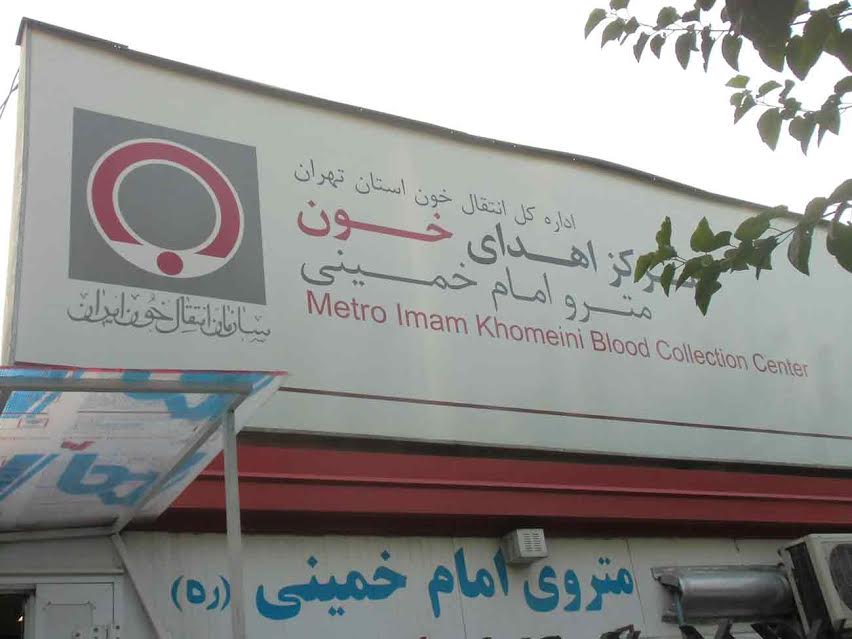 اداره کل انتقال خون استان تهران
مرکز اهدای خون
مترو امام خمینی
Metro Imam Khomeini Blood Collection Center
سازمان انتقال خون ایران
متروی امام خمینی (ره)